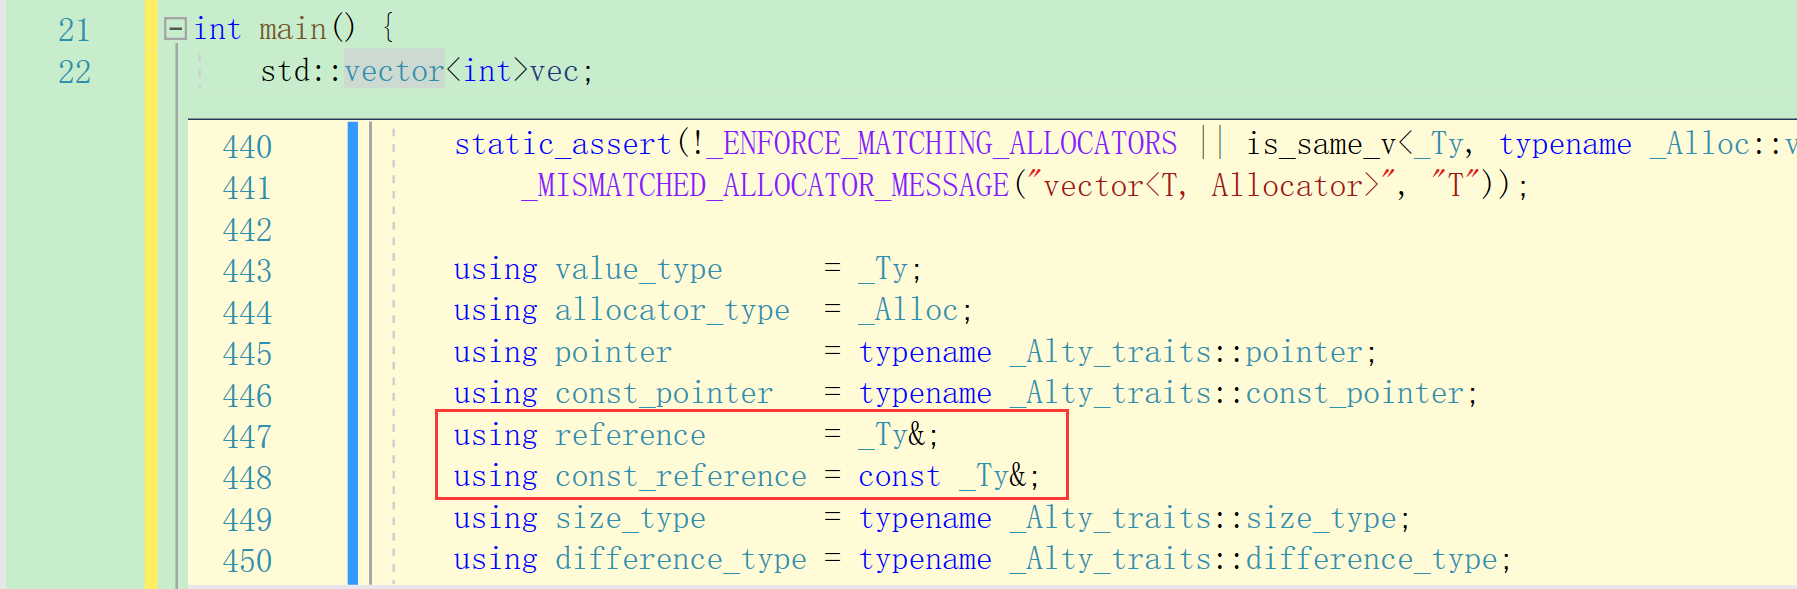 21 int main() {
22 std::vector<int>vec;
440 static_assert(!_ENFORCE_MATCHING_ALLOCATORS || is_same_v<_Ty, typename _Alloc::v
441 _MISMATCHED_ALLOCATOR_MESSAGE("vector<T, Allocator>", "T"));
442
443 using value_type = _Ty;
444 using allocator_type = _Alloc;
445 using pointer = typename _Alty_traits::pointer;
446 using const_pointer = typename _Alty_traits::const_pointer;
447 using reference = _Ty&;
448 using const_reference = const _Ty&;
449 using size_type = typename _Alty_traits::size_type;
450 using difference_type = typename _Alty_traits::difference_type;